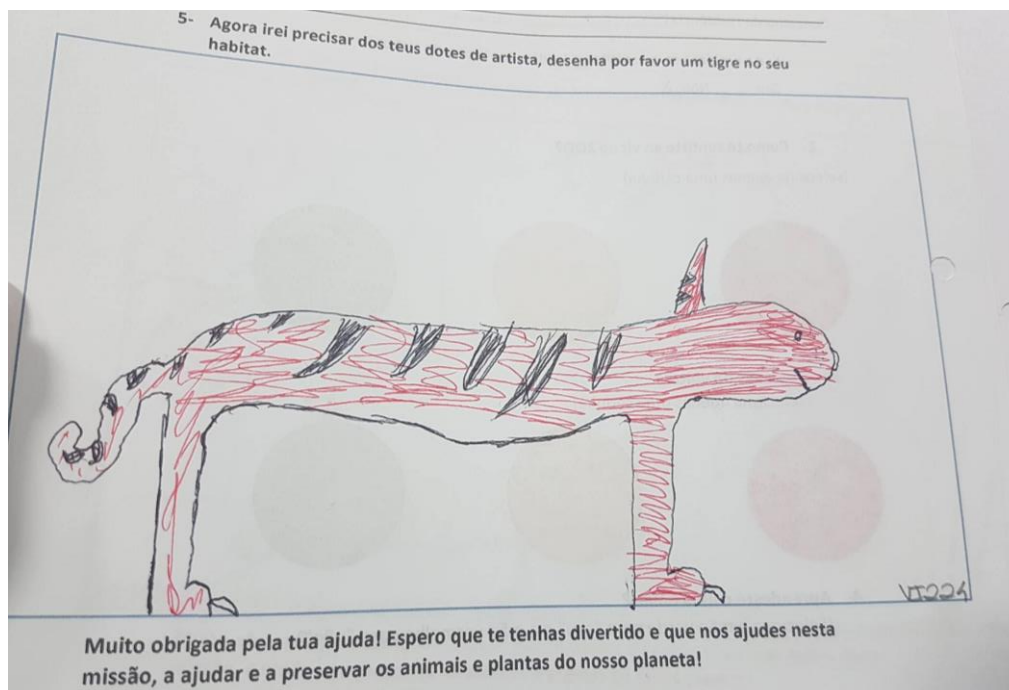 5- Agora irei precisar dos teus dotes de artista, desenha por favor um tigre no seu
habitat.
VI224
Muito obrigada pela tua ajuda! Espero que te tenhas divertido e que nos ajudes nesta
missão, a ajudar e a preservar os animais e plantas do nosso planeta!